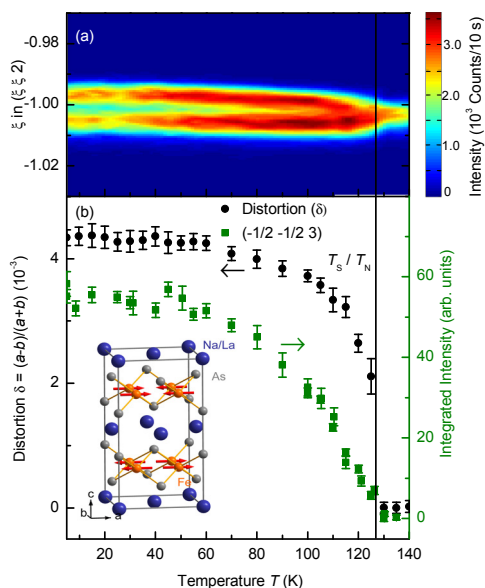 (a)
-0.98
-1.00
-1.02
ξ in (ξ ξ 2)
3.0
2.0
1.0
0.0
Intensity (10³ Counts/10 s)
(b)
Distortion (δ)
(-1/2 -1/2 3)
T_S / T_N
4
2
0
Distortion δ = (a-b)/(a+b) (10⁻³)
60
40
20
0
Integrated Intensity (arb. units)
Na/La
As
Fe
c
b
a
20 40 60 80 100 120 140
Temperature T (K)